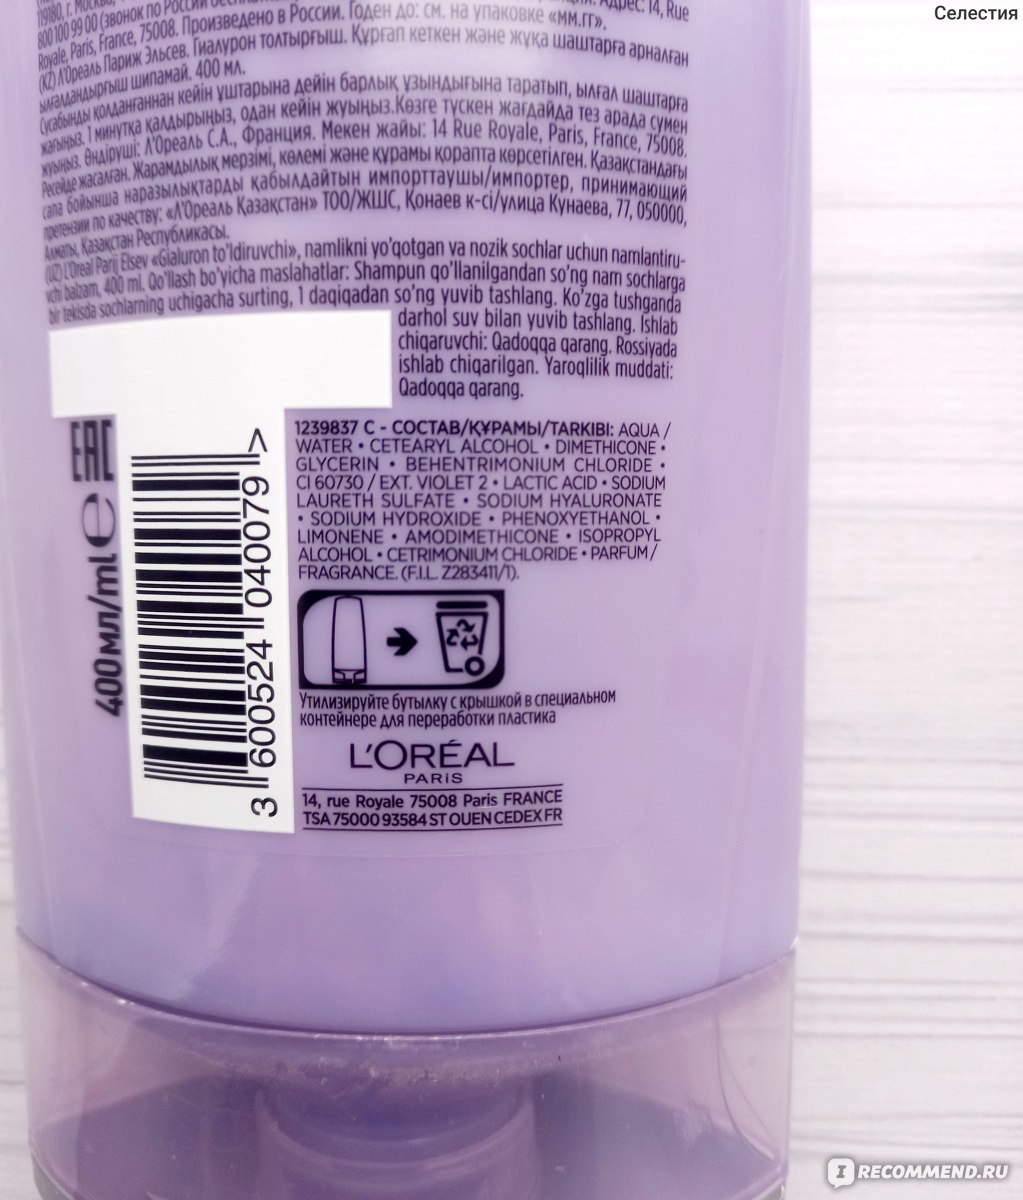 Селестия
119180, г. Москва,
Адрес: 14, Rue
800 100 99 00 (звонок по России
Royale, Paris, France, 75008. Произведено в России. Годен до: см. на упаковке «мм.гг».
(KZ) Л'Ореаль Париж Эльсев. Гиалурон толтырғыш. Құрғап кеткен және жұқа шаштарға арналған
ылғалдандырғыш шипамай. 400 мл.
Сусабынды қолданғаннан кейін ұштарына дейін барлық ұзындығына таратып, ылғал шаштарға
жағыңыз. 1 минутқа қалдырыңыз, одан кейін жуыңыз.Көзге түскен жағдайда тез арада сумен
жуыңыз. Өндіруші: Л'Ореаль С.А., Франция. Мекен жайы: 14 Rue Royale, Paris, France, 75008.
Ресейде жасалған. Жарамдылық мерзімі, көлемі және құрамы қорапта көрсетілген. Қазақстандағы
сапа бойынша наразылықтарды қабылдайтын импорттаушы/импортер, принимающий
претензии по качеству: «Л'Ореаль Қазақстан» ТОО/ЖШС, Қонаев к-сі/улица Кунаева, 77, 050000,
Алматы, Қазақстан Республикасы.
(UZ) L'Oreal Parij Elsev «Gialuron to'ldiruvchi», namlikni yo'qotgan va nozik sochlar uchun namlantiru-
vchi balzam, 400 ml. Qo'llash bo'yicha maslahatlar: Shampun qo'llanilgandan so'ng nam sochlarga
bir tekisda sochlarning uchigacha surting, 1 daqiqadan so'ng yuvib tashlang. Ko'zga tushganda
darhol suv bilan yuvib tashlang. Ishlab
chiqaruvchi: Qadoqqa qarang. Rossiyada
ishlab chiqarilgan. Yaroqlilik muddati:
Qadoqqa qarang.
EAC
400мл/ml e
3 600524 040079 >
1239837 C - СОСТАВ/ҚҰРАМЫ/TARKIBI: AQUA /
WATER • CETEARYL ALCOHOL • DIMETHICONE •
GLYCERIN • BEHENTRIMONIUM CHLORIDE •
CI 60730 / EXT. VIOLET 2 • LACTIC ACID • SODIUM
LAURETH SULFATE • SODIUM HYALURONATE
• SODIUM HYDROXIDE • PHENOXYETHANOL •
LIMONENE • AMODIMETHICONE • ISOPROPYL
ALCOHOL • CETRIMONIUM CHLORIDE • PARFUM /
FRAGRANCE. (F.I.L. Z283411/1).
Утилизируйте бутылку с крышкой в специальном
контейнере для переработки пластика
L'ORÉAL
PARIS
14, rue Royale 75008 Paris FRANCE
TSA 75000 93584 ST OUEN CEDEX FR
I RECOMMEND.RU